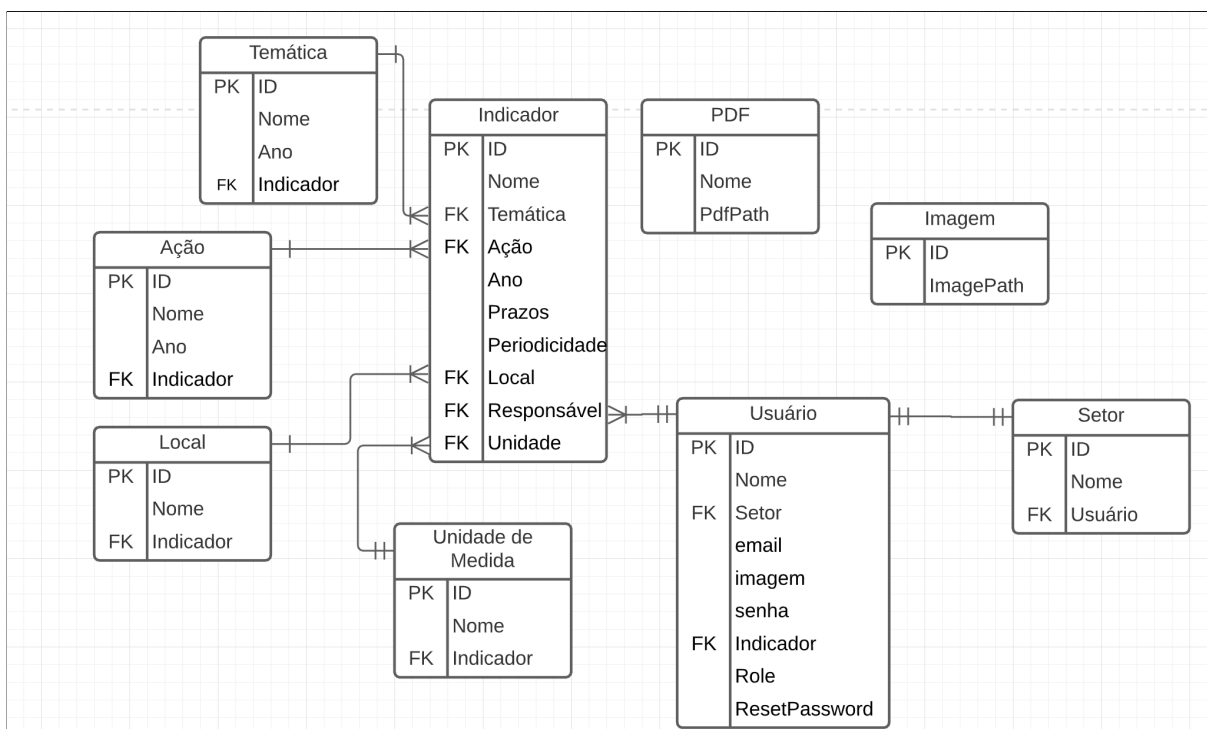 Temática
PK ID
Nome
Ano
FK Indicador
Ação
PK ID
Nome
Ano
FK Indicador
Local
PK ID
Nome
FK Indicador
Indicador
PK ID
Nome
FK Temática
FK Ação
Ano
Prazos
Periodicidade
FK Local
FK Responsável
FK Unidade
Unidade de
Medida
PK ID
Nome
FK Indicador
PDF
PK ID
Nome
PdfPath
Imagem
PK ID
ImagePath
Usuário
PK ID
Nome
FK Setor
email
imagem
senha
FK Indicador
Role
ResetPassword
Setor
PK ID
Nome
FK Usuário